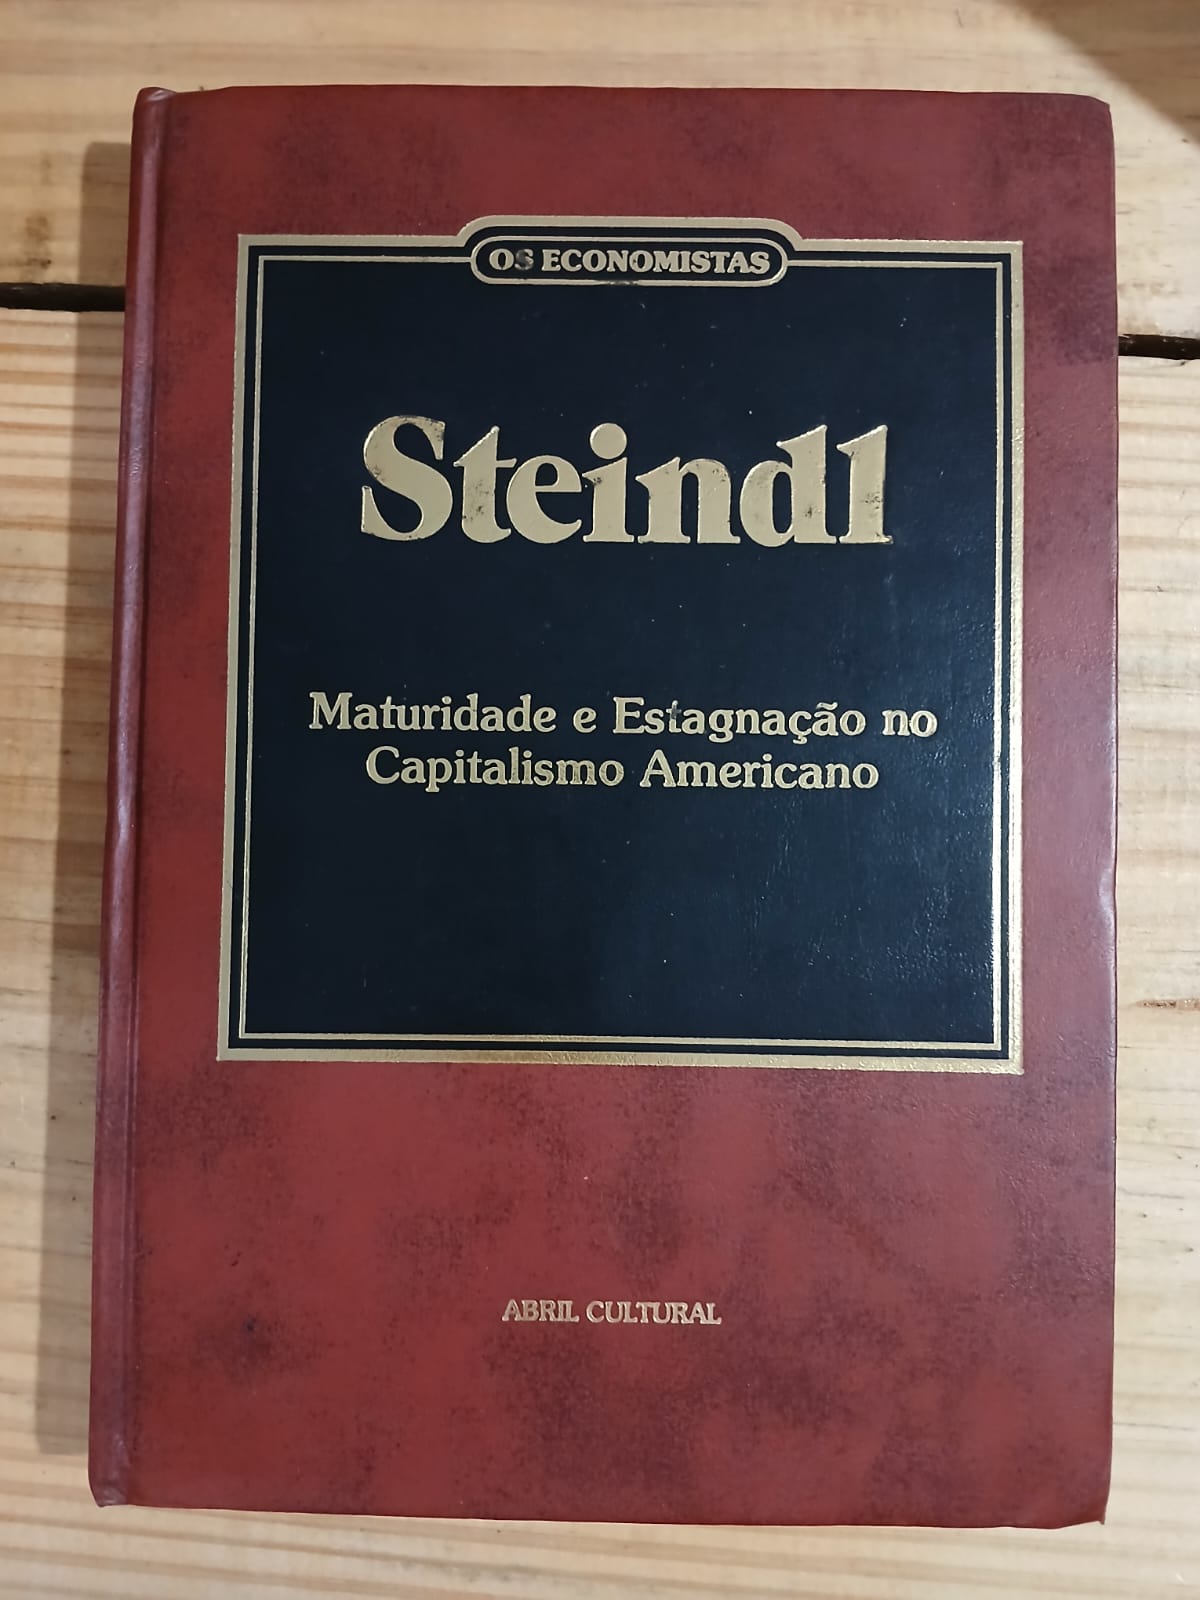 OS ECONOMISTAS
Steindl
Maturidade e Estagnação no
Capitalismo Americano
ABRIL CULTURAL